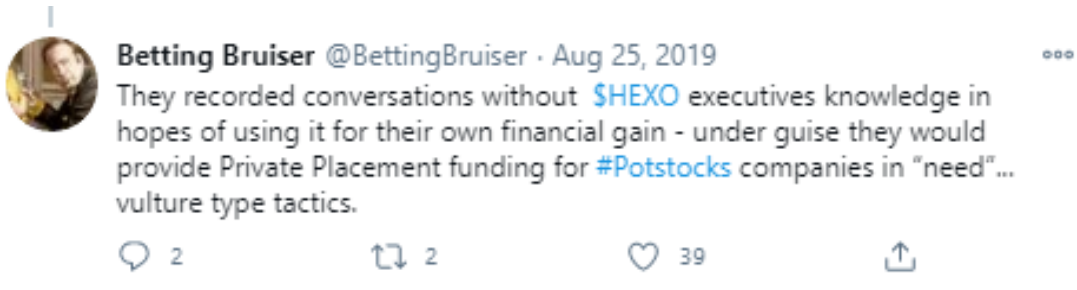 Betting Bruiser @BettingBruiser · Aug 25, 2019
They recorded conversations without $HEXO executives knowledge in
hopes of using it for their own financial gain - under guise they would
provide Private Placement funding for #Potstocks companies in “need”...
vulture type tactics.
2 2 39